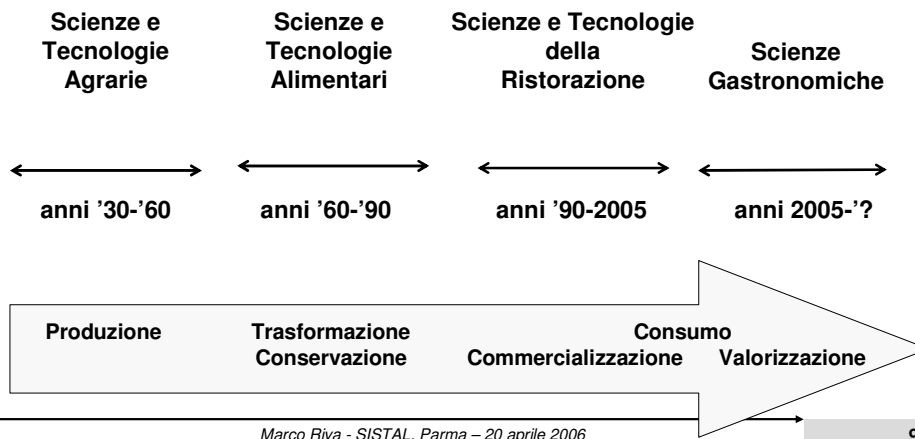 Scienze e
Tecnologie
Agrarie
Scienze e
Tecnologie
Alimentari
Scienze e Tecnologie
della
Ristorazione
Scienze
Gastronomiche
anni '30-'60
anni '60-'90
anni '90-2005
anni 2005-'?
Produzione
Trasformazione
Conservazione
Consumo
Commercializzazione
Valorizzazione
Marco Riva - SISTAL, Parma – 20 aprile 2006